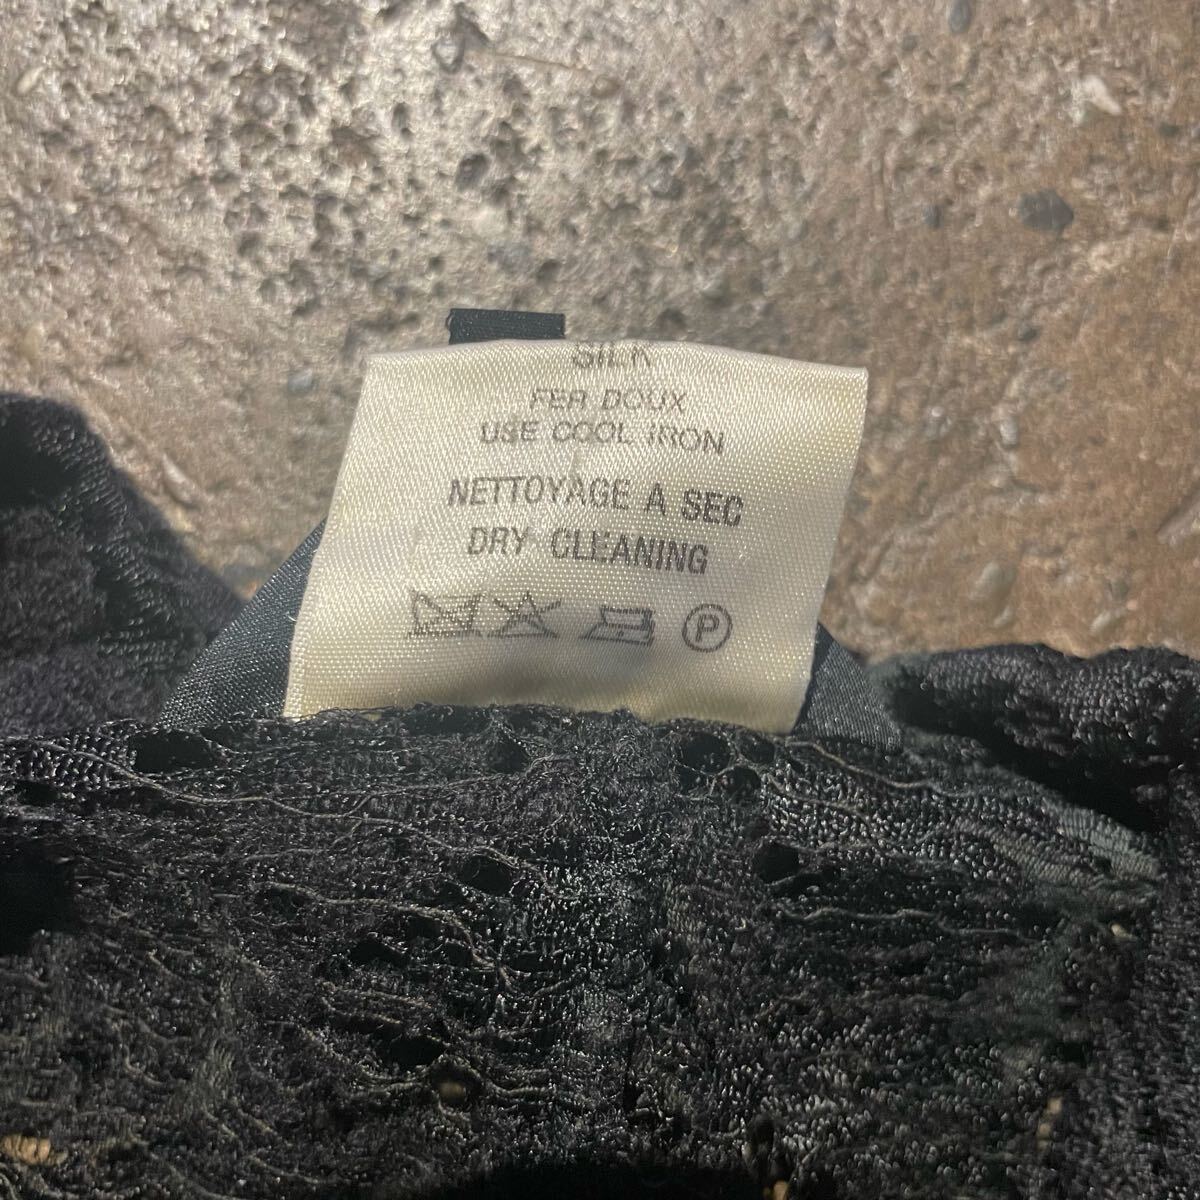 SILK
FER DOUX
USE COOL IRON
NETTOYAGE A SEC
DRY CLEANING
P